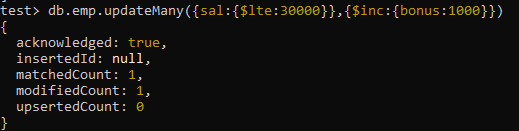 test> db.emp.updateMany({sal:{$lte:30000}},{$inc:{bonus:1000}})
{
  acknowledged: true,
  insertedId: null,
  matchedCount: 1,
  modifiedCount: 1,
  upsertedCount: 0
}